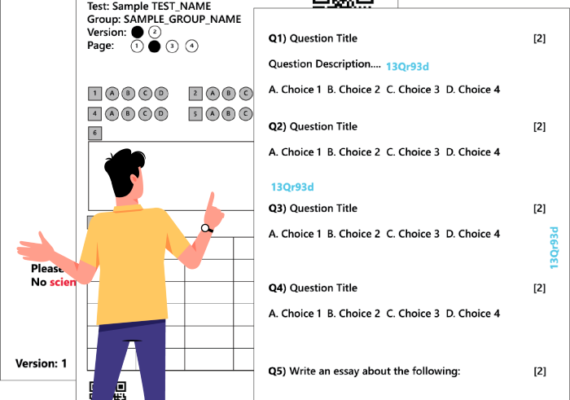 Test: Sample TEST_NAME
Group: SAMPLE_GROUP_NAME
Version: 2
Page: 1 3 4
1 A B C D 2 A B C
4 A B C D 5 A B C
6
Please
No scien
Version: 1
Q1) Question Title [2]
Question Description.... 13Qr93d
A. Choice 1 B. Choice 2 C. Choice 3 D. Choice 4
Q2) Question Title [2]
A. Choice 1 B. Choice 2 C. Choice 3 D. Choice 4
13Qr93d
Q3) Question Title [2]
A. Choice 1 B. Choice 2 C. Choice 3 D. Choice 4
13Qr93d
Q4) Question Title [2]
A. Choice 1 B. Choice 2 C. Choice 3 D. Choice 4
Q5) Write an essay about the following: [2]